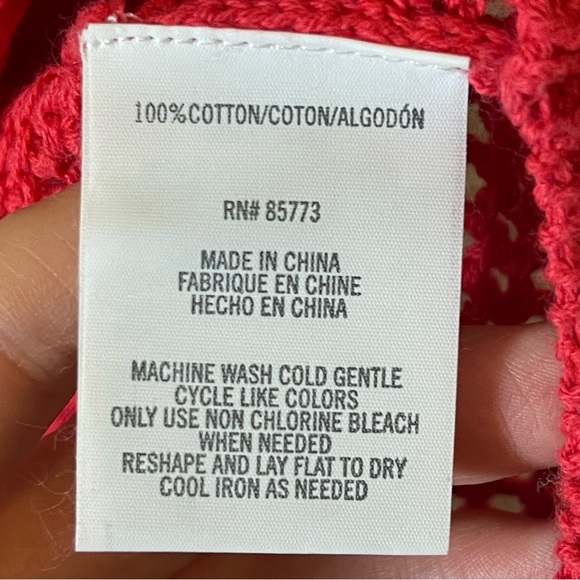 100%COTTON/COTON/ALGODÓN
RN# 85773
MADE IN CHINA
FABRIQUE EN CHINE
HECHO EN CHINA
MACHINE WASH COLD GENTLE
CYCLE LIKE COLORS
ONLY USE NON CHLORINE BLEACH
WHEN NEEDED
RESHAPE AND LAY FLAT TO DRY
COOL IRON AS NEEDED